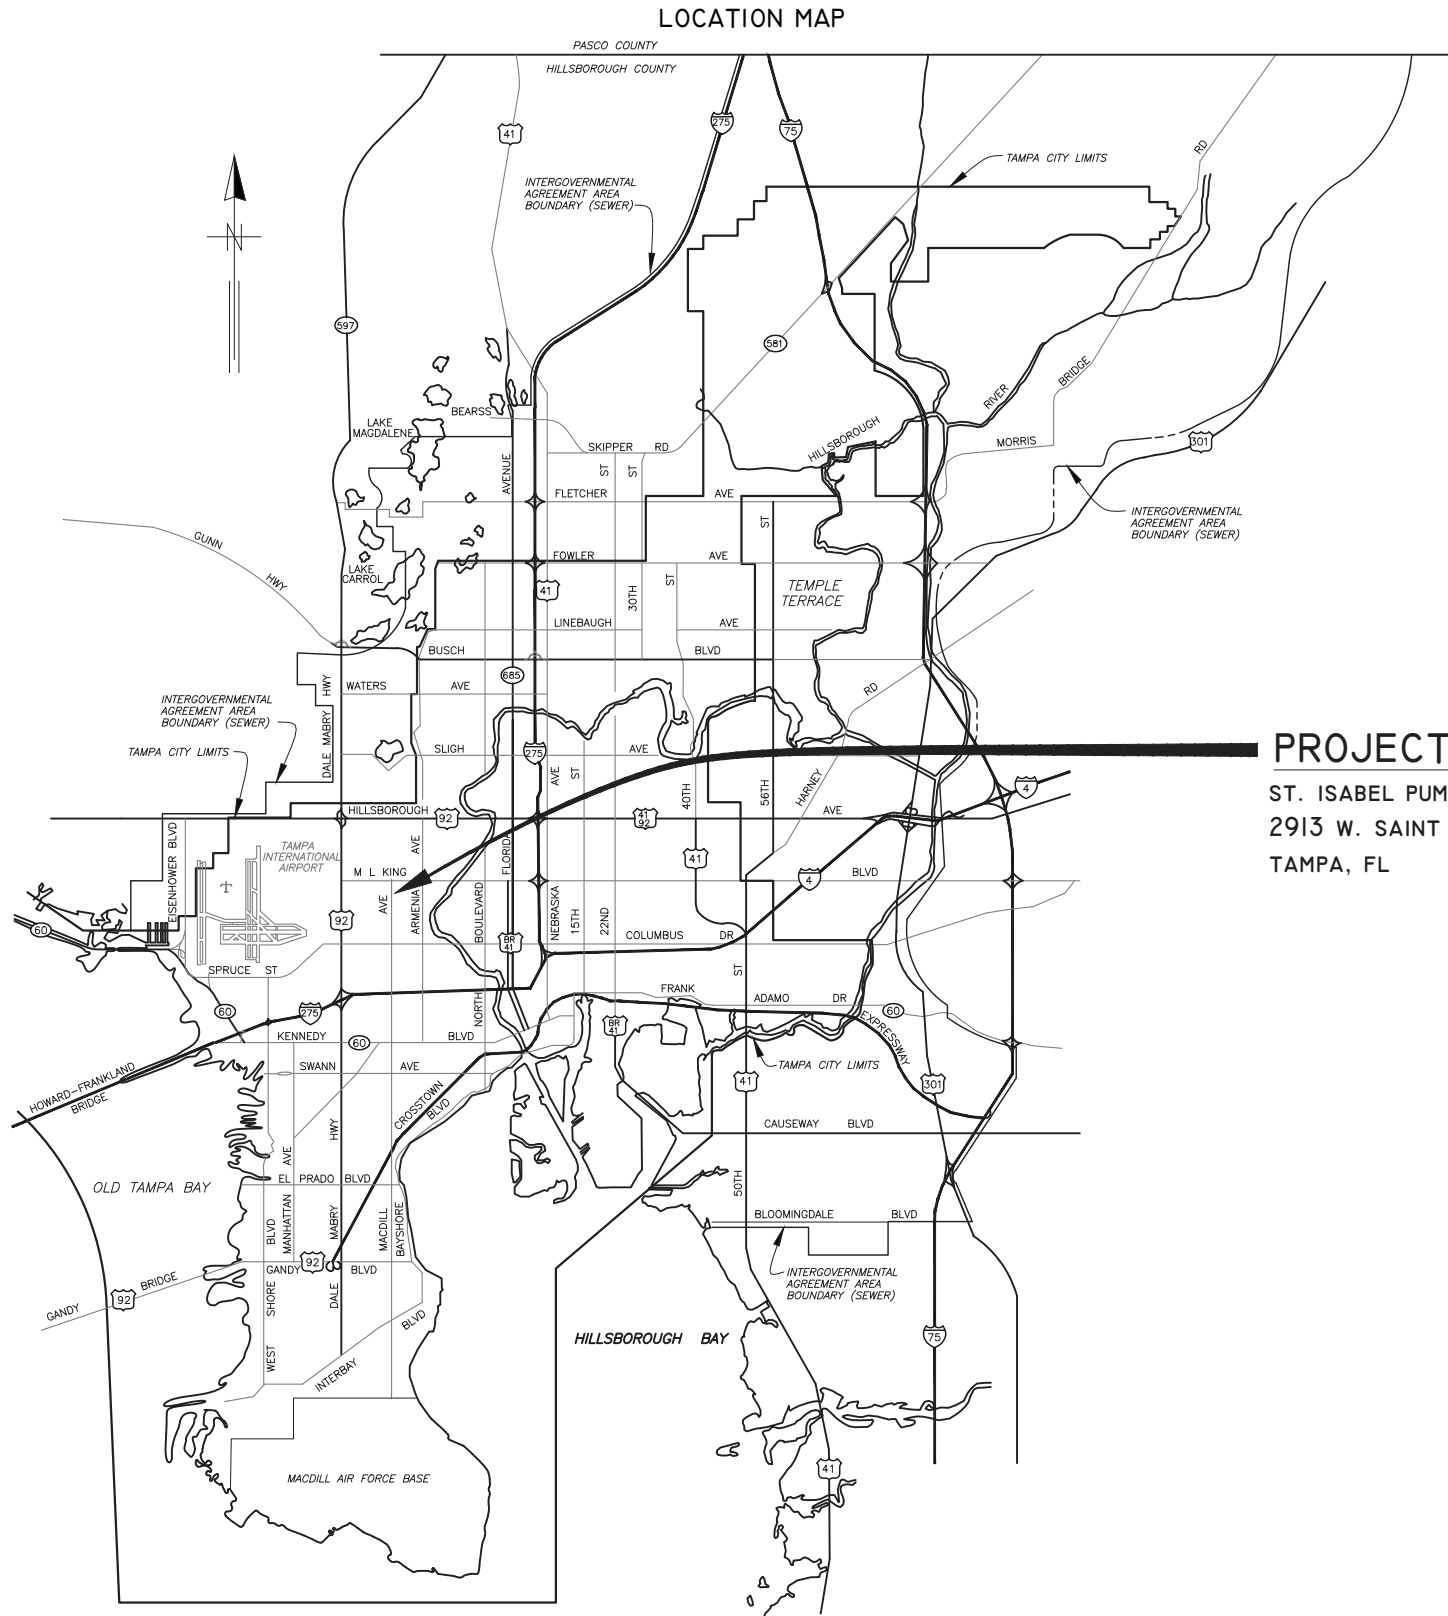 LOCATION MAP
PASCO COUNTY
HILLSBOROUGH COUNTY
41
275
75
TAMPA CITY LIMITS
RD
INTERGOVERNMENTAL
AGREEMENT AREA
BOUNDARY (SEWER)
N
597
581
BRIDGE
RIVER
LAKE
MAGDALENE
BEARSS
SKIPPER RD
HILLSBOROUGH
MORRIS
301
AVENUE
ST
ST
FLETCHER AVE
ST
INTERGOVERNMENTAL
AGREEMENT AREA
BOUNDARY (SEWER)
GUNN
HWY
LAKE
CARROL
FOWLER AVE
41
30TH
ST
TEMPLE
TERRACE
LINEBAUGH AVE
BUSCH BLVD
685
WATERS AVE
HWY
RD
INTERGOVERNMENTAL
AGREEMENT AREA
BOUNDARY (SEWER)
TAMPA CITY LIMITS
DALE MABRY
SLIGH AVE
275
AVE
ST
PROJECT
ST. ISABEL PUM
2913 W. SAINT
TAMPA, FL
40TH
56TH
HARNEY
4
HILLSBOROUGH AVE
92
41
92
EISENHOWER BLVD
TAMPA
INTERNATIONAL
AIRPORT
AVE
FLORIDA
41
M L KING BLVD
4
AVE
ARMENIA
BOULEVARD
NEBRASKA
15TH
22ND
60
92
BR
41
COLUMBUS DR
SPRUCE ST
ST
FRANK
ADAMO DR
60
60
275
NORTH
BR
41
EXPRESSWAY
KENNEDY BLVD
60
TAMPA CITY LIMITS
SWANN AVE
HOWARD-FRANKLAND
BRIDGE
CROSSTOWN
BLVD
41
301
HWY
CAUSEWAY BLVD
AVE
OLD TAMPA BAY
EL PRADO BLVD
50TH
BLVD
MANHATTAN
MABRY
MACDILL
BAYSHORE
BLOOMINGDALE BLVD
92
GANDY BLVD
INTERGOVERNMENTAL
AGREEMENT AREA
BOUNDARY (SEWER)
GANDY
92
BRIDGE
SHORE
DALE
BLVD
HILLSBOROUGH BAY
75
WEST
INTERBAY
MACDILL AIR FORCE BASE
41